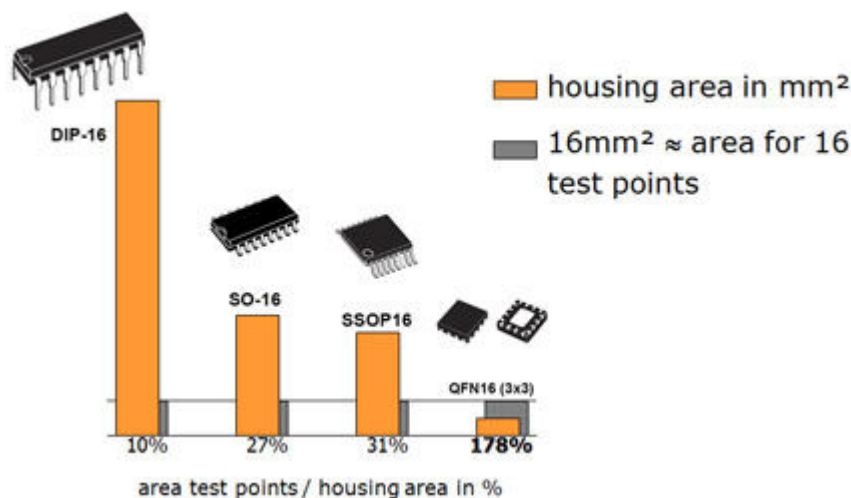 housing area in mm²
DIP-16
16mm² ≈ area for 16
test points
SO-16
SSOP16
QFN16 (3x3)
10%
27%
31%
178%
area test points / housing area in %